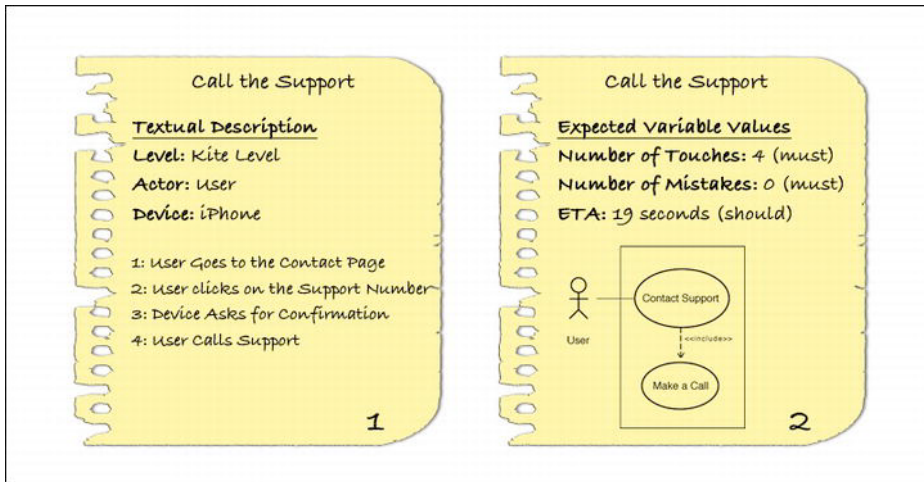 Call the Support
Textual Description
Level: Kite Level
Actor: User
Device: iPhone
1: User Goes to the Contact Page
2: User clicks on the Support Number
3: Device Asks for Confirmation
4: User Calls Support
1
Call the Support
Expected Variable Values
Number of Touches: 4 (must)
Number of Mistakes: 0 (must)
ETA: 19 seconds (should)
Contact Support
User
<<include>>
Make a Call
2